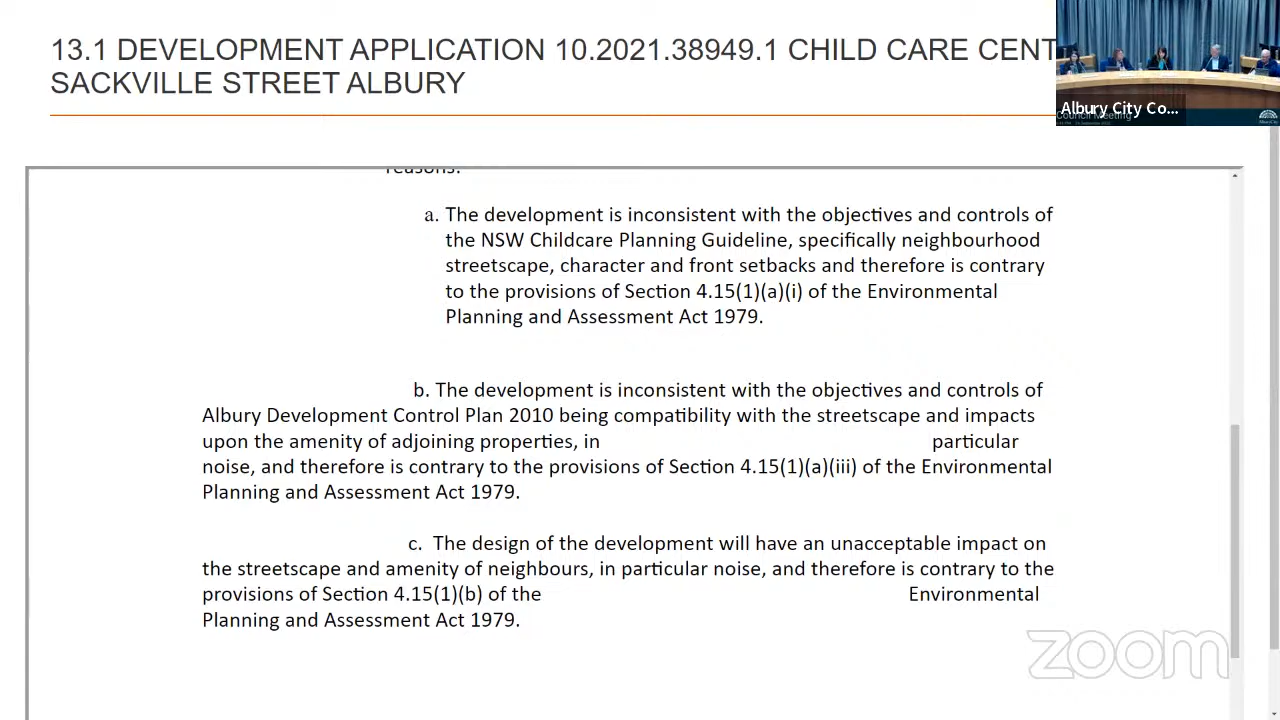 13.1 DEVELOPMENT APPLICATION 10.2021.38949.1 CHILD CARE CENT
SACKVILLE STREET ALBURY
Albury City Co...
Council Meeting
reasons:
a. The development is inconsistent with the objectives and controls of
the NSW Childcare Planning Guideline, specifically neighbourhood
streetscape, character and front setbacks and therefore is contrary
to the provisions of Section 4.15(1)(a)(i) of the Environmental
Planning and Assessment Act 1979.
b. The development is inconsistent with the objectives and controls of
Albury Development Control Plan 2010 being compatibility with the streetscape and impacts
upon the amenity of adjoining properties, in particular
noise, and therefore is contrary to the provisions of Section 4.15(1)(a)(iii) of the Environmental
Planning and Assessment Act 1979.
c. The design of the development will have an unacceptable impact on
the streetscape and amenity of neighbours, in particular noise, and therefore is contrary to the
provisions of Section 4.15(1)(b) of the Environmental
Planning and Assessment Act 1979.
zoom